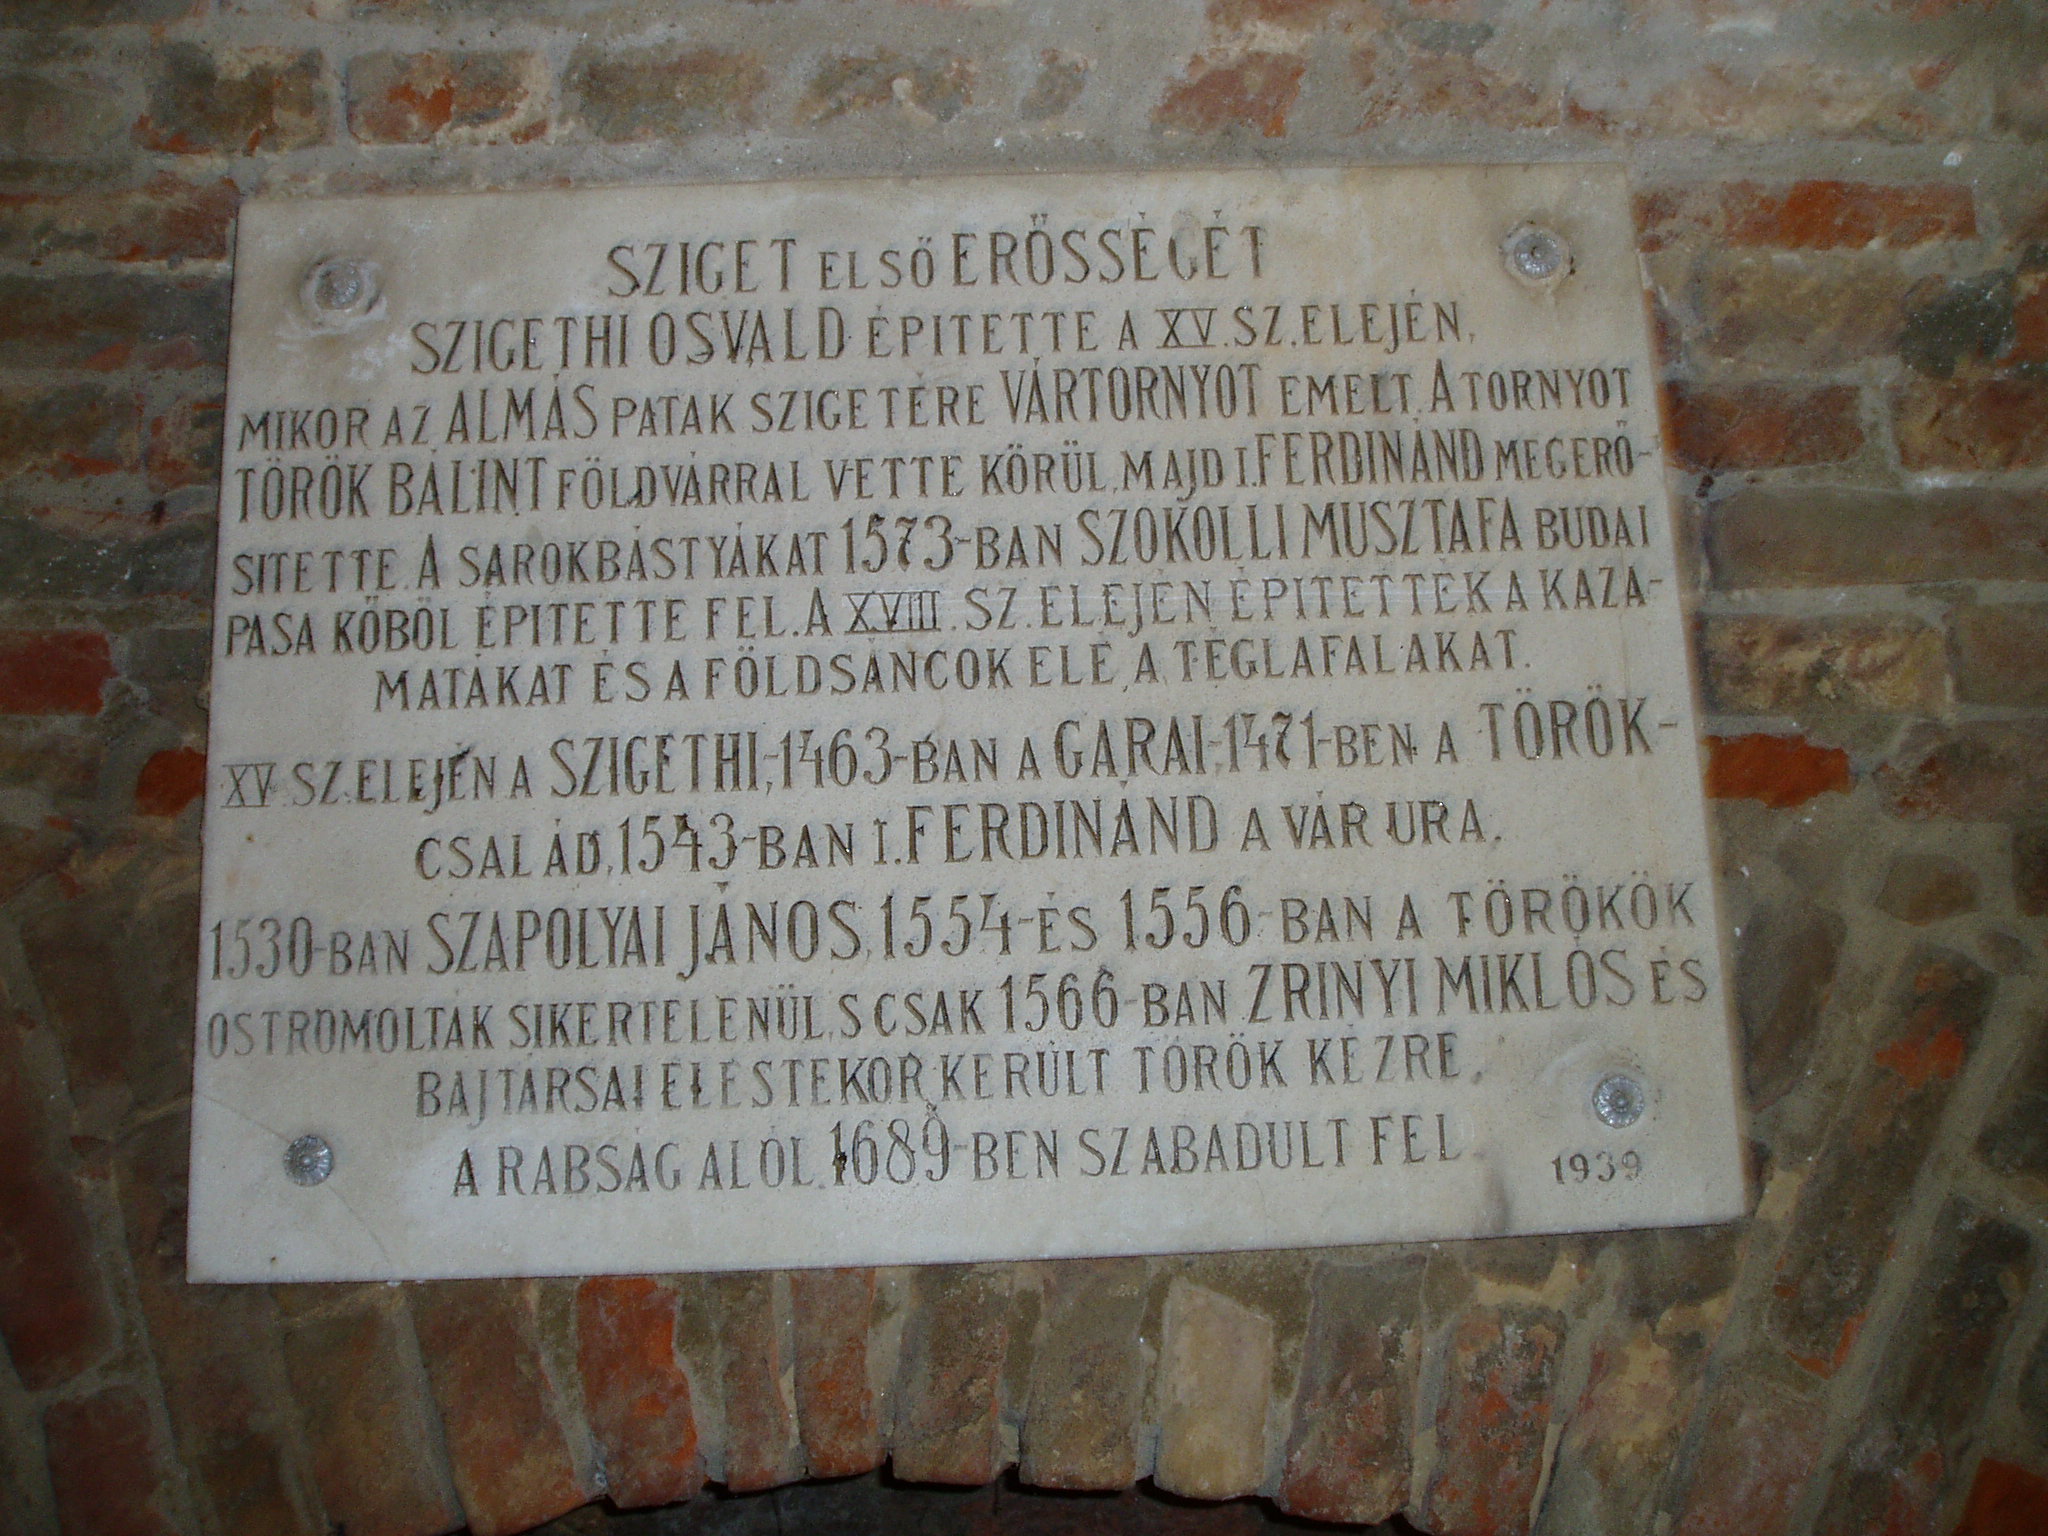 SZIGET ELSŐ ERŐSSÉGÉT
SZIGETHI OSVALD ÉPITETTE A XV. SZ. ELEJÉN,
MIKOR AZ ALMÁS PATAK SZIGETÉRE VÁRTORNYOT EMELT. A TORNYOT
TÖRÖK BÁLINT FÖLDVÁRRAL VETTE KÖRÜL, MAJD I. FERDINÁND MEGERŐ-
SITETTE. A SAROKBÁSTYÁKAT 1573-BAN SZOKOLLI MUSZTAFA BUDAI
PASA KŐBŐL ÉPITETTE FEL. A XVIII. SZ. ELEJÉN ÉPITETTÉK A KAZA-
MATÁKAT ÉS A FÖLDSÁNCOK ELÉ, A TÉGLAFALAKAT.
XV. SZ. ELEJÉN A SZIGETHI, 1463-BAN A GARAI, 1471-BEN A TÖRÖK-
CSALÁD, 1543-BAN I. FERDINÁND A VÁR URA.
1530-BAN SZAPOLYAI JÁNOS, 1554-ÉS 1556-BAN A TÖRÖKÖK
OSTROMOLTÁK SIKERTELENÜL, S CSAK 1566-BAN ZRINYI MIKLÓS ÉS
BAJTÁRSAI ELESTEKOR KERÜLT TÖRÖK KÉZRE.
A RABSÁG ALÓL 1689-BEN SZABADULT FEL.
1939